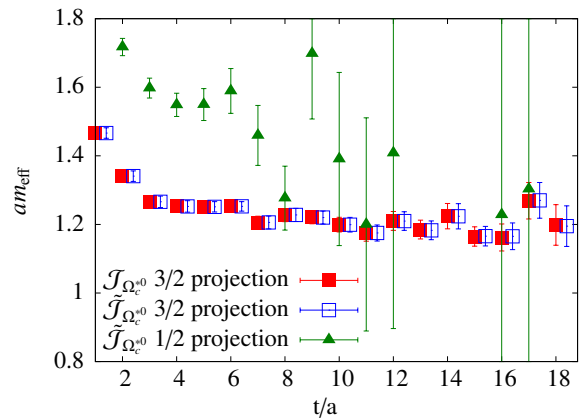 1.8
1.6
1.4
1.2
1
0.8
am_eff
2 4 6 8 10 12 14 16 18
t/a
𝒥_{Ω_c^{*0}} 3/2 projection
𝒥̃_{Ω_c^{*0}} 3/2 projection
𝒥̃_{Ω_c^{*0}} 1/2 projection